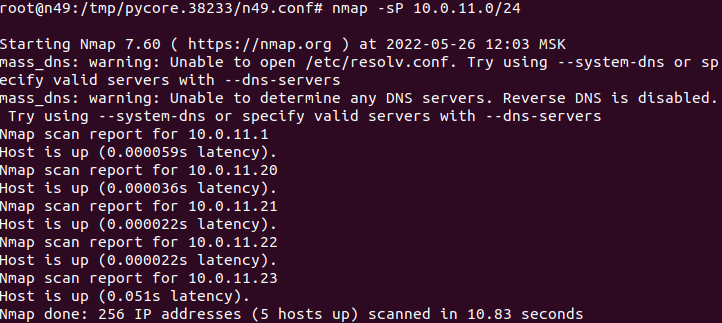 root@n49:/tmp/pycore.38233/n49.conf# nmap -sP 10.0.11.0/24
Starting Nmap 7.60 ( https://nmap.org ) at 2022-05-26 12:03 MSK
mass_dns: warning: Unable to open /etc/resolv.conf. Try using --system-dns or sp
ecify valid servers with --dns-servers
mass_dns: warning: Unable to determine any DNS servers. Reverse DNS is disabled.
 Try using --system-dns or specify valid servers with --dns-servers
Nmap scan report for 10.0.11.1
Host is up (0.000059s latency).
Nmap scan report for 10.0.11.20
Host is up (0.000036s latency).
Nmap scan report for 10.0.11.21
Host is up (0.000022s latency).
Nmap scan report for 10.0.11.22
Host is up (0.000022s latency).
Nmap scan report for 10.0.11.23
Host is up (0.051s latency).
Nmap done: 256 IP addresses (5 hosts up) scanned in 10.83 seconds